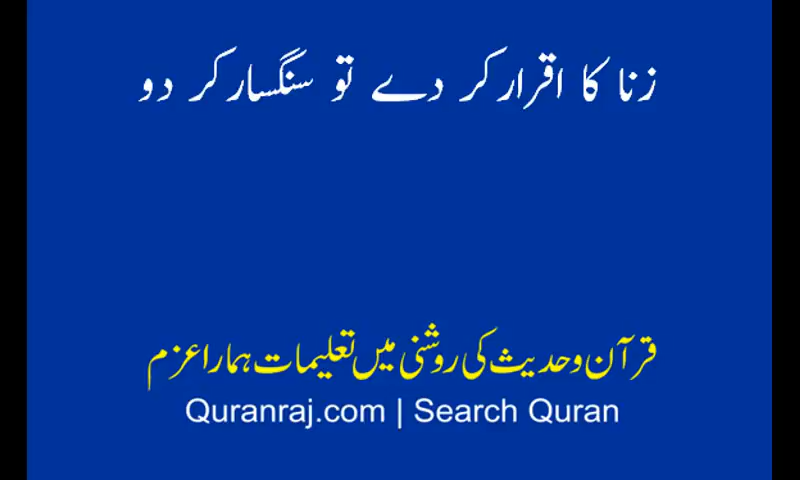 زنا کا اقرار کر دے تو سنگسار کر دو
قرآن و حدیث کی روشنی میں تعلیمات ہمارا عزم
Quranraj.com | Search Quran